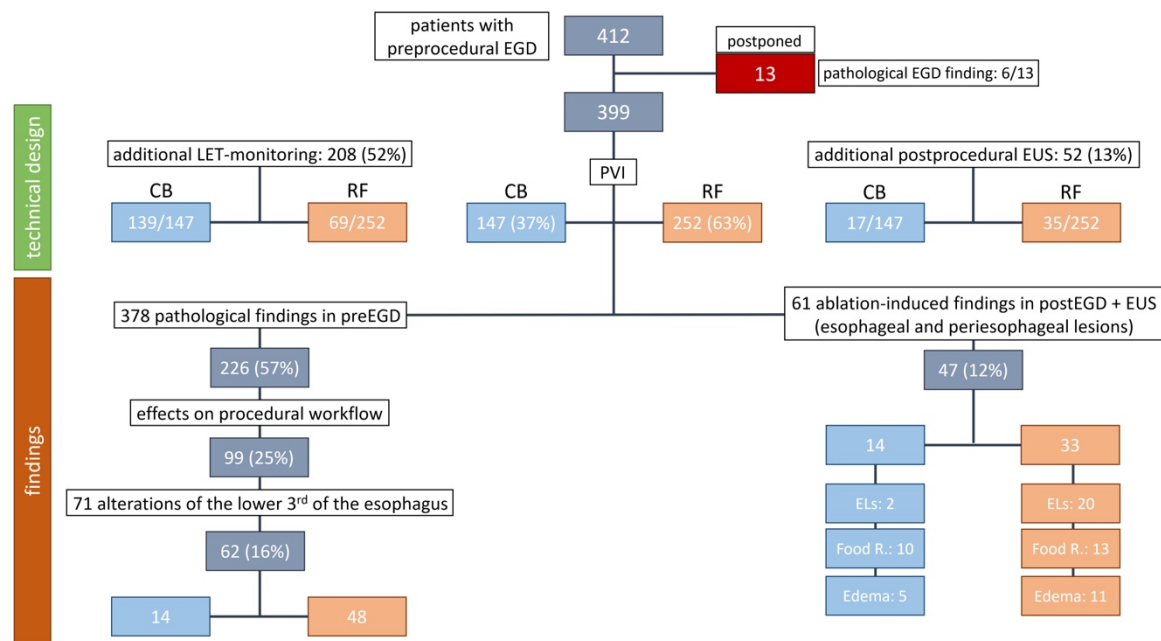 patients with
preprocedural EGD
412
postponed
13
pathological EGD finding: 6/13
399
technical design
additional LET-monitoring: 208 (52%)
CB
RF
139/147
69/252
PVI
CB
RF
147 (37%)
252 (63%)
additional postprocedural EUS: 52 (13%)
CB
RF
17/147
35/252
findings
378 pathological findings in preEGD
226 (57%)
effects on procedural workflow
99 (25%)
71 alterations of the lower 3rd of the esophagus
62 (16%)
14
48
61 ablation-induced findings in postEGD + EUS
(esophageal and periesophageal lesions)
47 (12%)
14
33
ELs: 2
ELs: 20
Food R.: 10
Food R.: 13
Edema: 5
Edema: 11